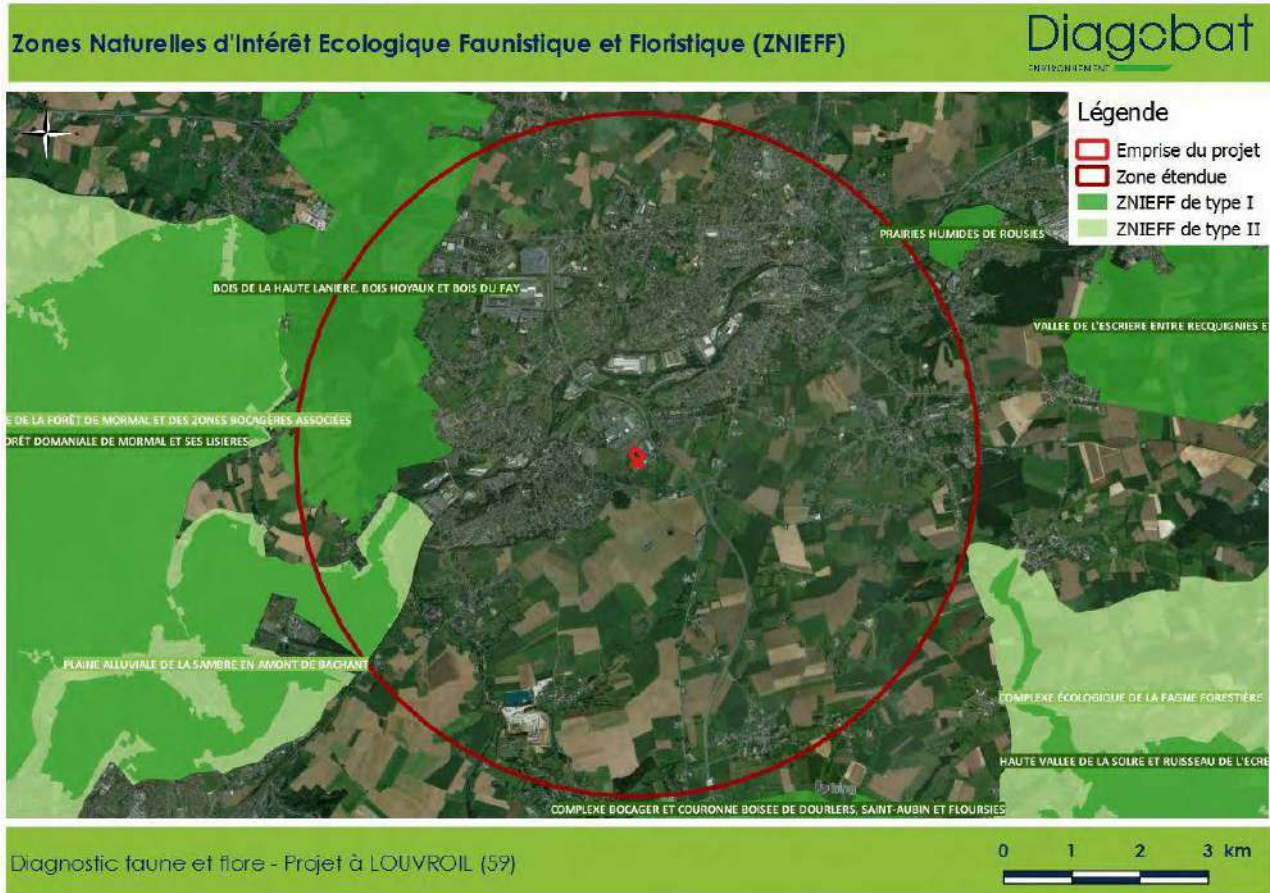 Zones Naturelles d'Intérêt Ecologique Faunistique et Floristique (ZNIEFF)
Diagobat
ENVIRONNEMENT
Légende
Emprise du projet
Zone étendue
ZNIEFF de type I
ZNIEFF de type II
PRAIRIES HUMIDES DE ROUSIES
BOIS DE LA HAUTE LANIERE, BOIS HOYAUX ET BOIS DU FAY
VALLEE DE L'ESCRIERE ENTRE RECQUIGNIES ET
E DE LA FORÊT DE MORMAL ET DES ZONES BOCAGÈRES ASSOCIÉES
ORÊT DOMANIALE DE MORMAL ET SES LISIERES
PLAINE ALLUVIALE DE LA SAMBRE EN AMONT DE BACHANT
COMPLEXE ÉCOLOGIQUE DE LA FAGNE FORESTIÈRE
HAUTE VALLEE DE LA SOLRE ET RUISSEAU DE L'ECRE
COMPLEXE BOCAGER ET COURONNE BOISEE DE DOURLERS, SAINT-AUBIN ET FLOURSIES
Diagnostic faune et flore - Projet à LOUVROIL (59)
0 1 2 3 km